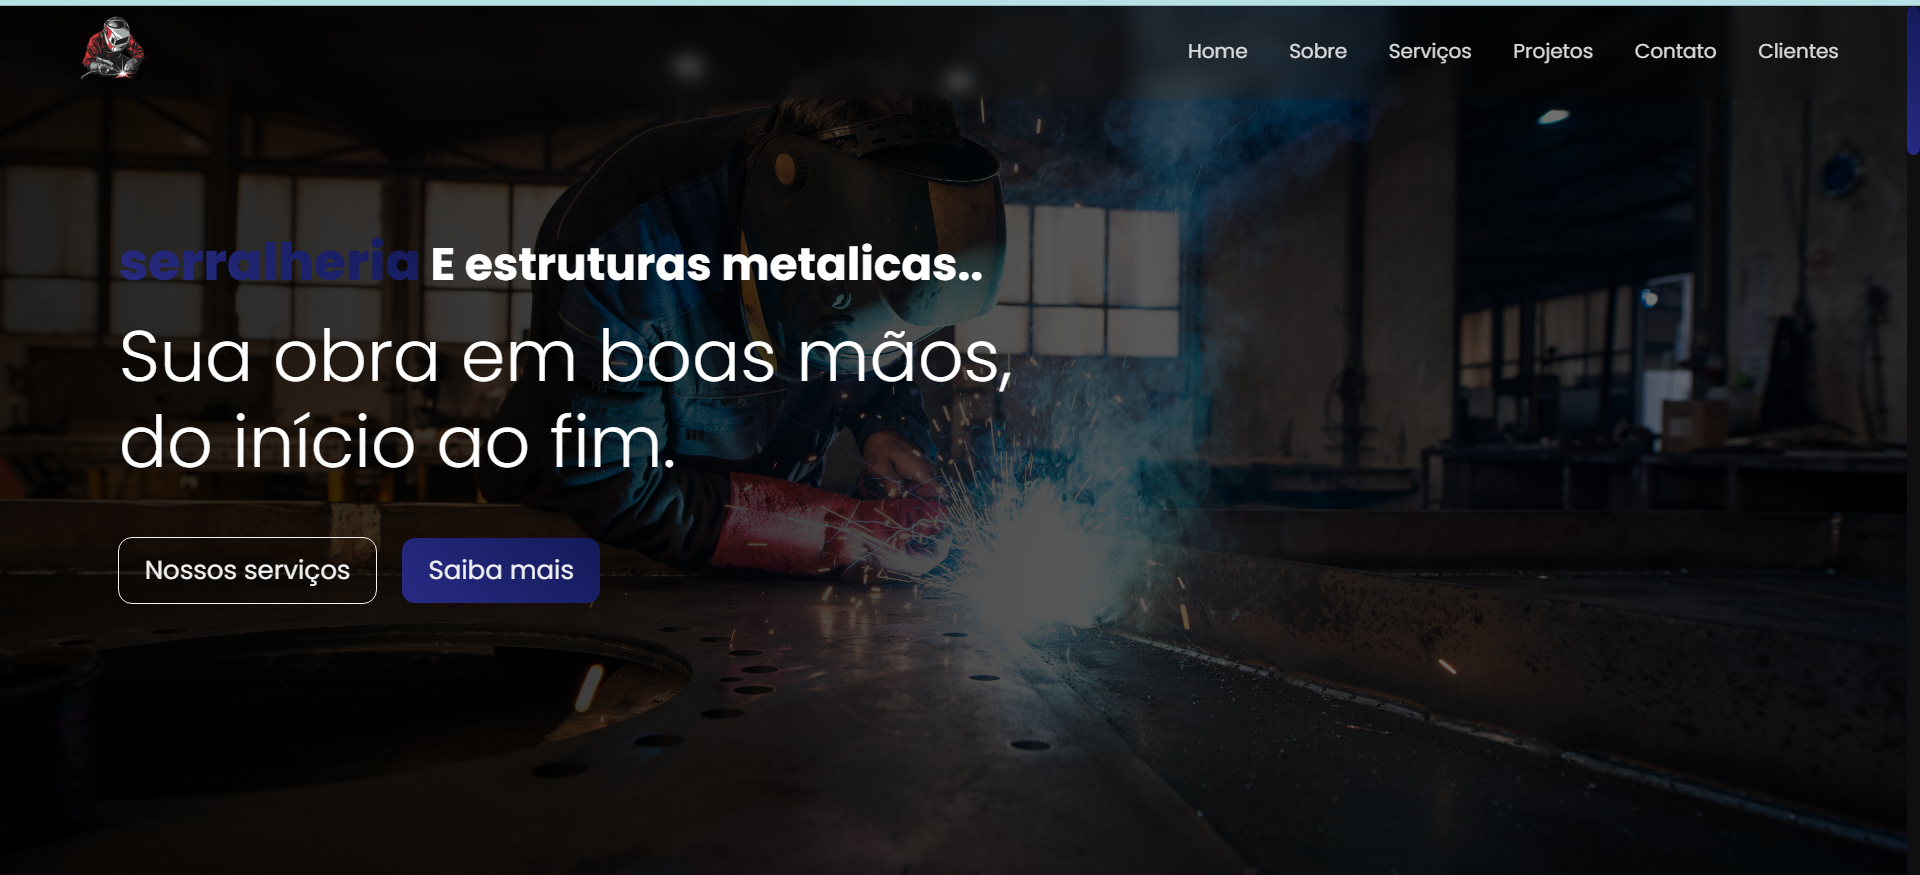 Home Sobre Serviços Projetos Contato Clientes
serralheria E estruturas metalicas..
Sua obra em boas mãos,
do início ao fim.
Nossos serviços Saiba mais